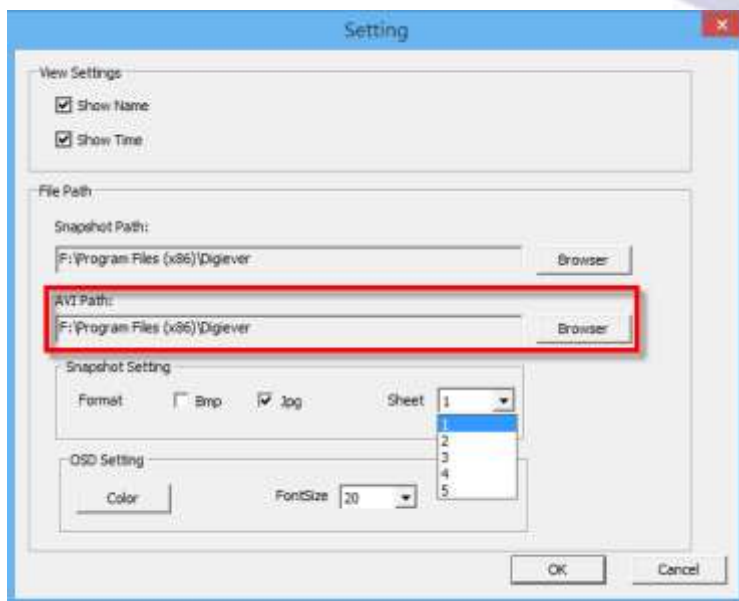 Setting
View Settings
Show Name
Show Time
File Path
Snapshot Path:
F:\Program Files (x86)\Digiever
Browser
AVI Path:
F:\Program Files (x86)\Digiever
Browser
Snapshot Setting
Format Bmp Jpg Sheet 1
1
2
3
4
5
OSD Setting
Color FontSize 20
OK Cancel